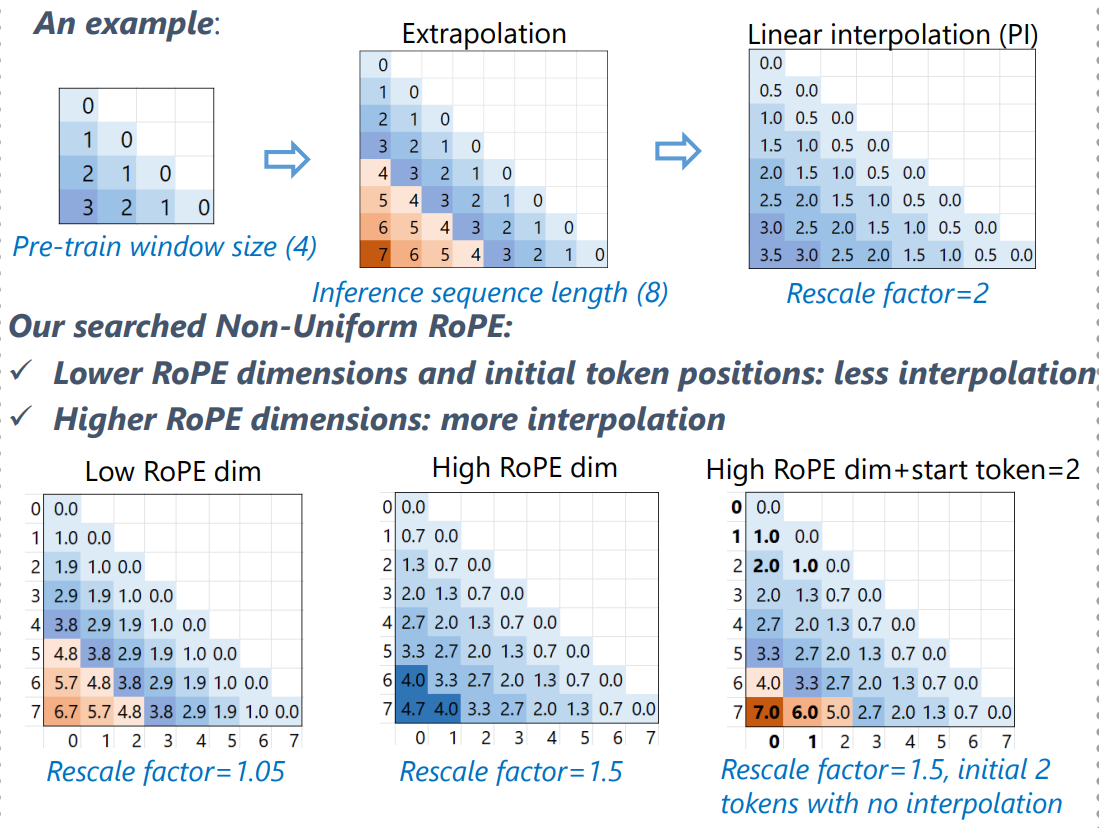 An example:
Extrapolation
Linear interpolation (PI)
0
1 0
2 1 0
3 2 1 0
Pre-train window size (4)
0
1 0
2 1 0
3 2 1 0
4 3 2 1 0
5 4 3 2 1 0
6 5 4 3 2 1 0
7 6 5 4 3 2 1 0
Inference sequence length (8)
0.0
0.5 0.0
1.0 0.5 0.0
1.5 1.0 0.5 0.0
2.0 1.5 1.0 0.5 0.0
2.5 2.0 1.5 1.0 0.5 0.0
3.0 2.5 2.0 1.5 1.0 0.5 0.0
3.5 3.0 2.5 2.0 1.5 1.0 0.5 0.0
Rescale factor=2
Our searched Non-Uniform RoPE:
✓ Lower RoPE dimensions and initial token positions: less interpolation
✓ Higher RoPE dimensions: more interpolation
Low RoPE dim
0 0.0
1 1.0 0.0
2 1.9 1.0 0.0
3 2.9 1.9 1.0 0.0
4 3.8 2.9 1.9 1.0 0.0
5 4.8 3.8 2.9 1.9 1.0 0.0
6 5.7 4.8 3.8 2.9 1.9 1.0 0.0
7 6.7 5.7 4.8 3.8 2.9 1.9 1.0 0.0
0 1 2 3 4 5 6 7
Rescale factor=1.05
High RoPE dim
0 0.0
1 0.7 0.0
2 1.3 0.7 0.0
3 2.0 1.3 0.7 0.0
4 2.7 2.0 1.3 0.7 0.0
5 3.3 2.7 2.0 1.3 0.7 0.0
6 4.0 3.3 2.7 2.0 1.3 0.7 0.0
7 4.7 4.0 3.3 2.7 2.0 1.3 0.7 0.0
0 1 2 3 4 5 6 7
Rescale factor=1.5
High RoPE dim+start token=2
0 0.0
1 1.0 0.0
2 2.0 1.0 0.0
3 2.0 1.3 0.7 0.0
4 2.7 2.0 1.3 0.7 0.0
5 3.3 2.7 2.0 1.3 0.7 0.0
6 4.0 3.3 2.7 2.0 1.3 0.7 0.0
7 7.0 6.0 5.0 2.7 2.0 1.3 0.7 0.0
0 1 2 3 4 5 6 7
Rescale factor=1.5, initial 2
tokens with no interpolation